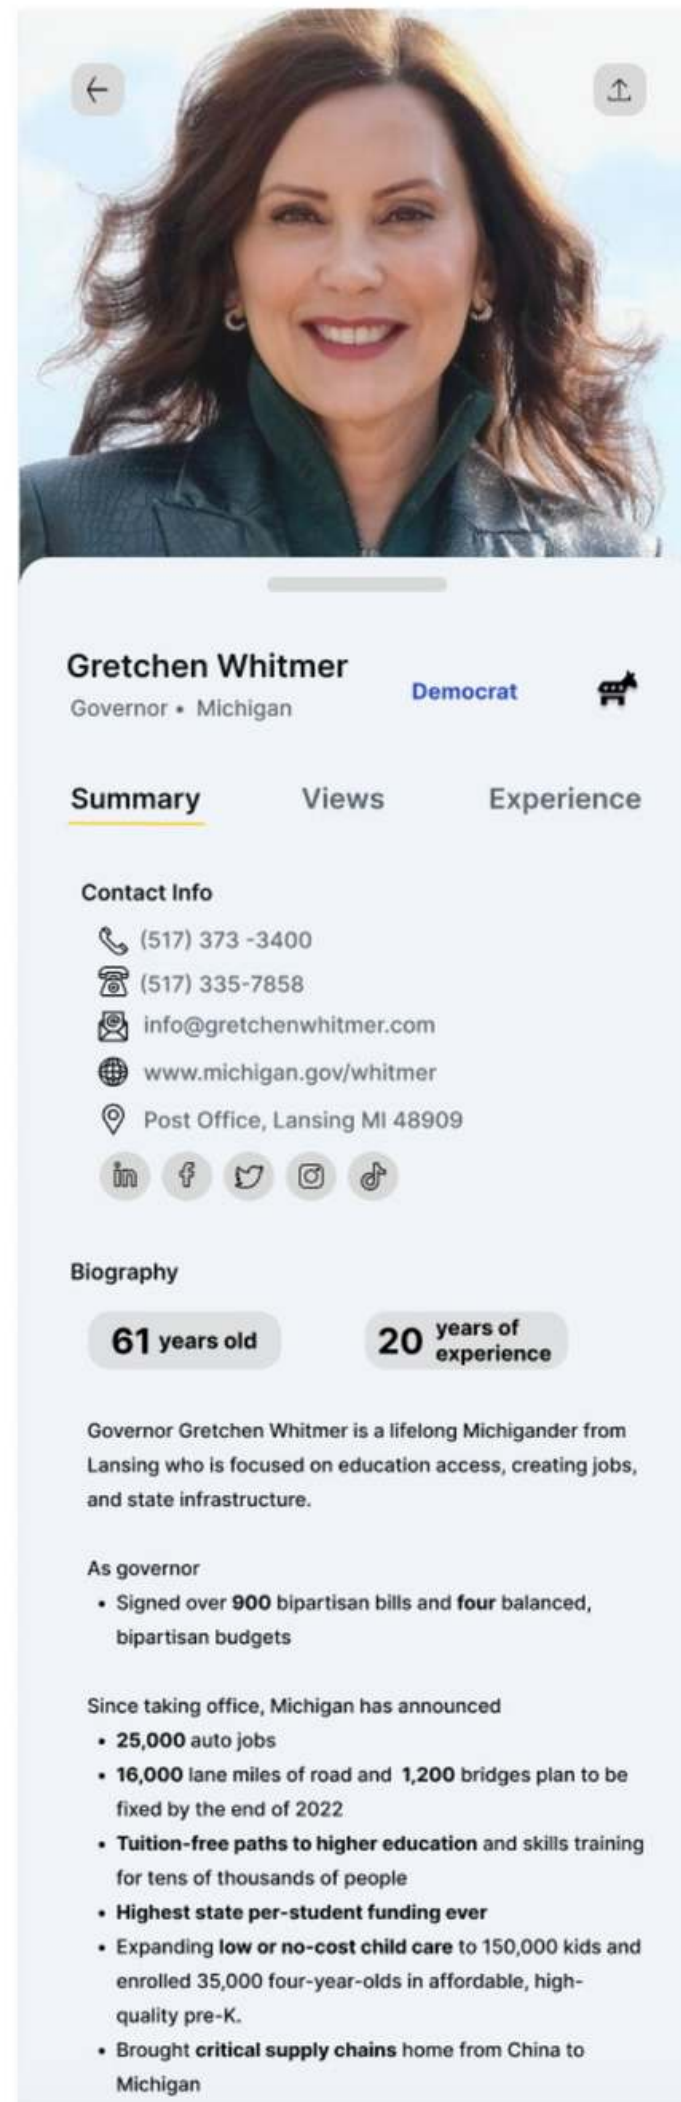 Gretchen Whitmer
Governor • Michigan
Democrat
Summary
Views
Experience
Contact Info
(517) 373 -3400
(517) 335-7858
info@gretchenwhitmer.com
www.michigan.gov/whitmer
Post Office, Lansing MI 48909
in
f
Biography
61 years old
20 years of
experience
Governor Gretchen Whitmer is a lifelong Michigander from
Lansing who is focused on education access, creating jobs,
and state infrastructure.
As governor
• Signed over 900 bipartisan bills and four balanced,
bipartisan budgets
Since taking office, Michigan has announced
• 25,000 auto jobs
• 16,000 lane miles of road and 1,200 bridges plan to be
fixed by the end of 2022
• Tuition-free paths to higher education and skills training
for tens of thousands of people
• Highest state per-student funding ever
• Expanding low or no-cost child care to 150,000 kids and
enrolled 35,000 four-year-olds in affordable, high-
quality pre-K.
• Brought critical supply chains home from China to
Michigan